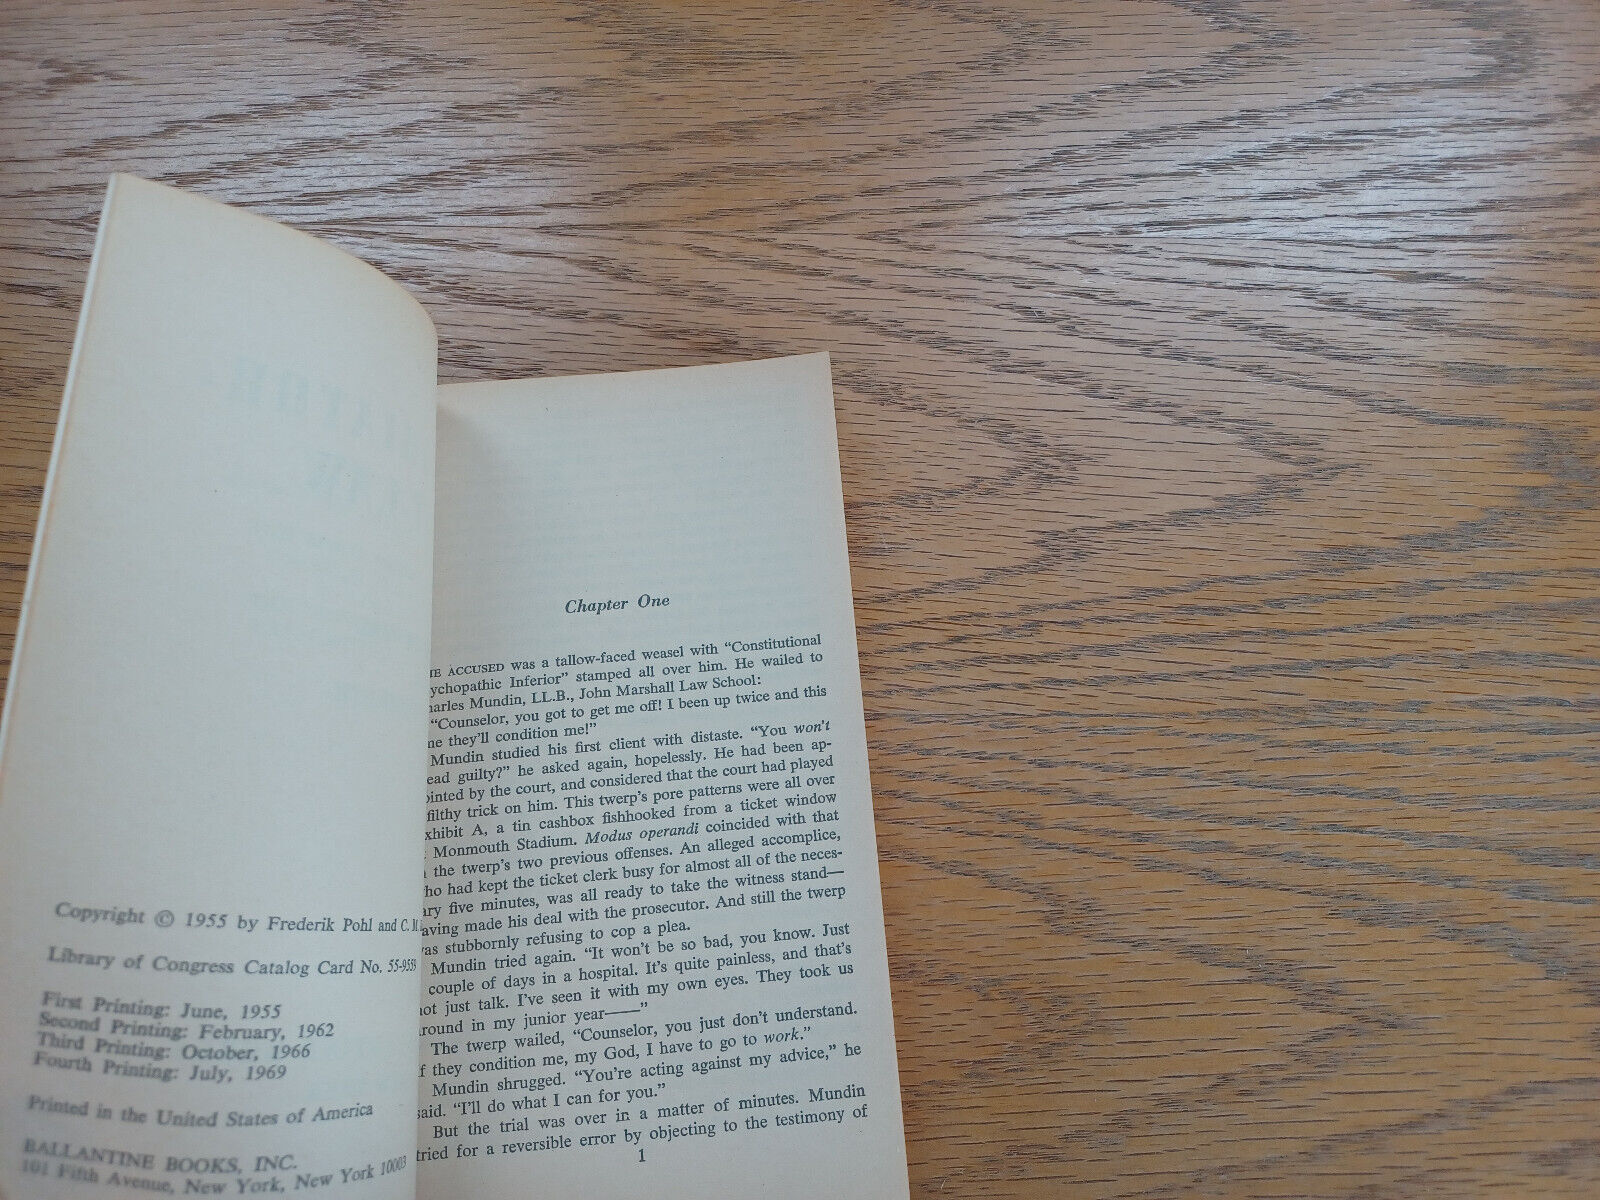 Copyright © 1955 by Frederik Pohl and C. M.
Library of Congress Catalog Card No. 55-9559
First Printing: June, 1955
Second Printing: February, 1962
Third Printing: October, 1966
Fourth Printing: July, 1969
Printed in the United States of America
BALLANTINE BOOKS, INC.
101 Fifth Avenue, New York, New York 10003
Chapter One
HE ACCUSED was a tallow-faced weasel with “Constitutional
ychopathic Inferior” stamped all over him. He wailed to
harles Mundin, LL.B., John Marshall Law School:
“Counselor, you got to get me off! I been up twice and this
me they’ll condition me!”
Mundin studied his first client with distaste. “You won’t
ead guilty?” he asked again, hopelessly. He had been ap-
ointed by the court, and considered that the court had played
filthy trick on him. This twerp’s pore patterns were all over
xhibit A, a tin cashbox fishhooked from a ticket window
Monmouth Stadium. Modus operandi coincided with that
the twerp’s two previous offenses. An alleged accomplice,
ho had kept the ticket clerk busy for almost all of the neces-
ary five minutes, was all ready to take the witness stand—
aving made his deal with the prosecutor. And still the twerp
as stubbornly refusing to cop a plea.
Mundin tried again. “It won’t be so bad, you know. Just
couple of days in a hospital. It’s quite painless, and that’s
ot just talk. I’ve seen it with my own eyes. They took us
round in my junior year——”
The twerp wailed, “Counselor, you just don’t understand.
f they condition me, my God, I have to go to work.”
Mundin shrugged. “You’re acting against my advice,” he
said. “I’ll do what I can for you.”
But the trial was over in a matter of minutes. Mundin
tried for a reversible error by objecting to the testimony of
1